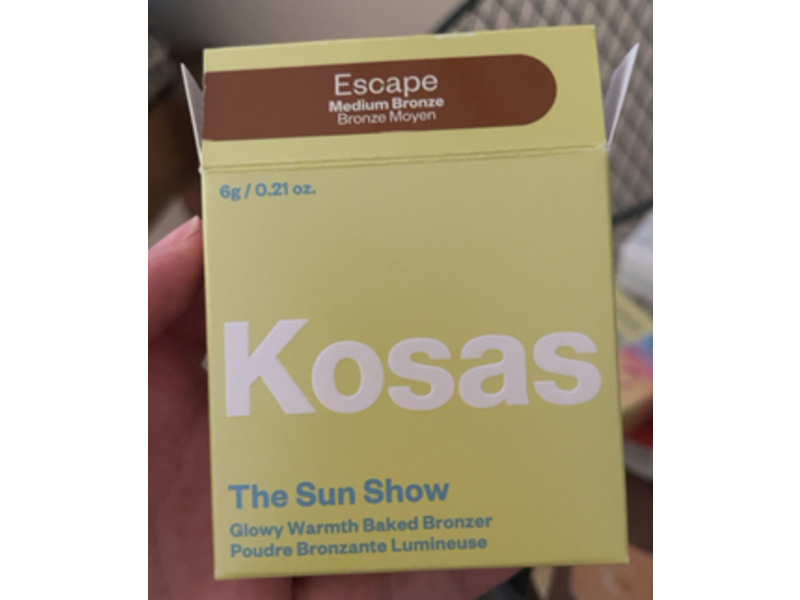 Escape
Medium Bronze
Bronze Moyen
6g / 0.21 oz.
Kosas
The Sun Show
Glowy Warmth Baked Bronzer
Poudre Bronzante Lumineuse